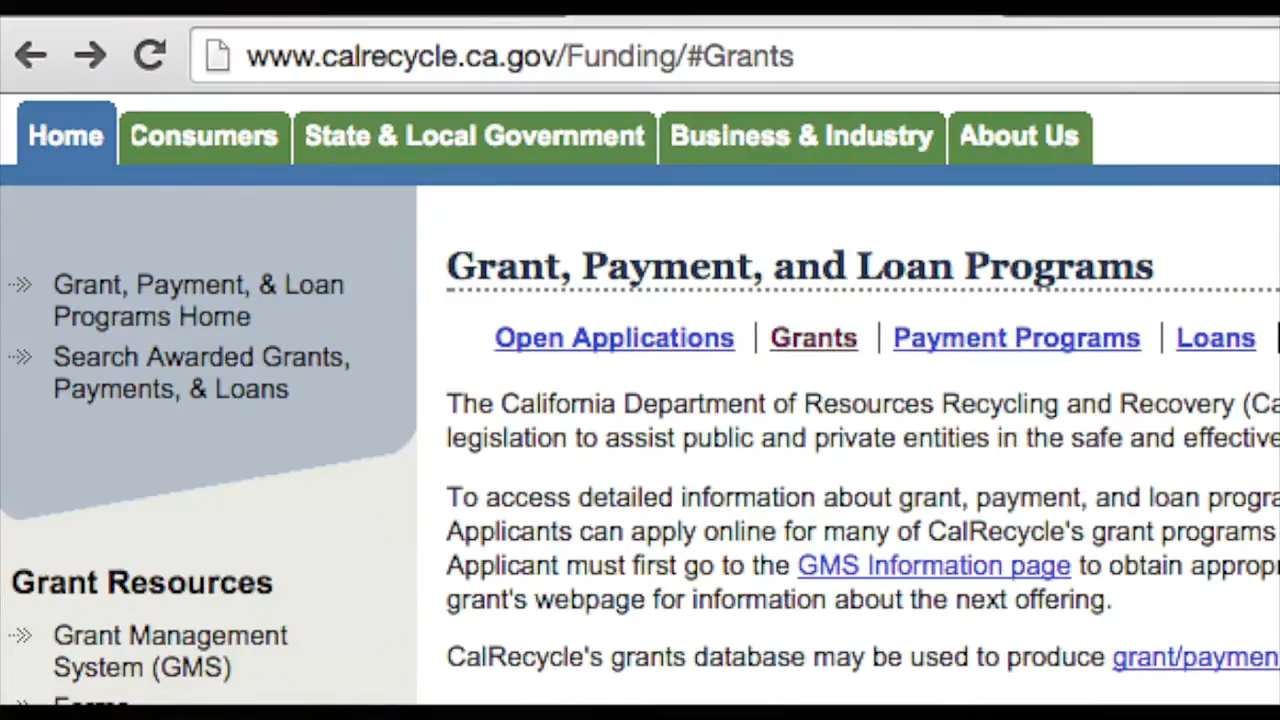 www.calrecycle.ca.gov/Funding/#Grants
Home Consumers State & Local Government Business & Industry About Us
Grant, Payment, & Loan
Programs Home
Search Awarded Grants,
Payments, & Loans
Grant Resources
Grant Management
System (GMS)
Grant, Payment, and Loan Programs
Open Applications | Grants | Payment Programs | Loans
The California Department of Resources Recycling and Recovery
legislation to assist public and private entities in the safe and effective
To access detailed information about grant, payment, and loan
Applicants can apply online for many of CalRecycle's grant programs
Applicant must first go to the GMS Information page to obtain
grant's webpage for information about the next offering.
CalRecycle's grants database may be used to produce